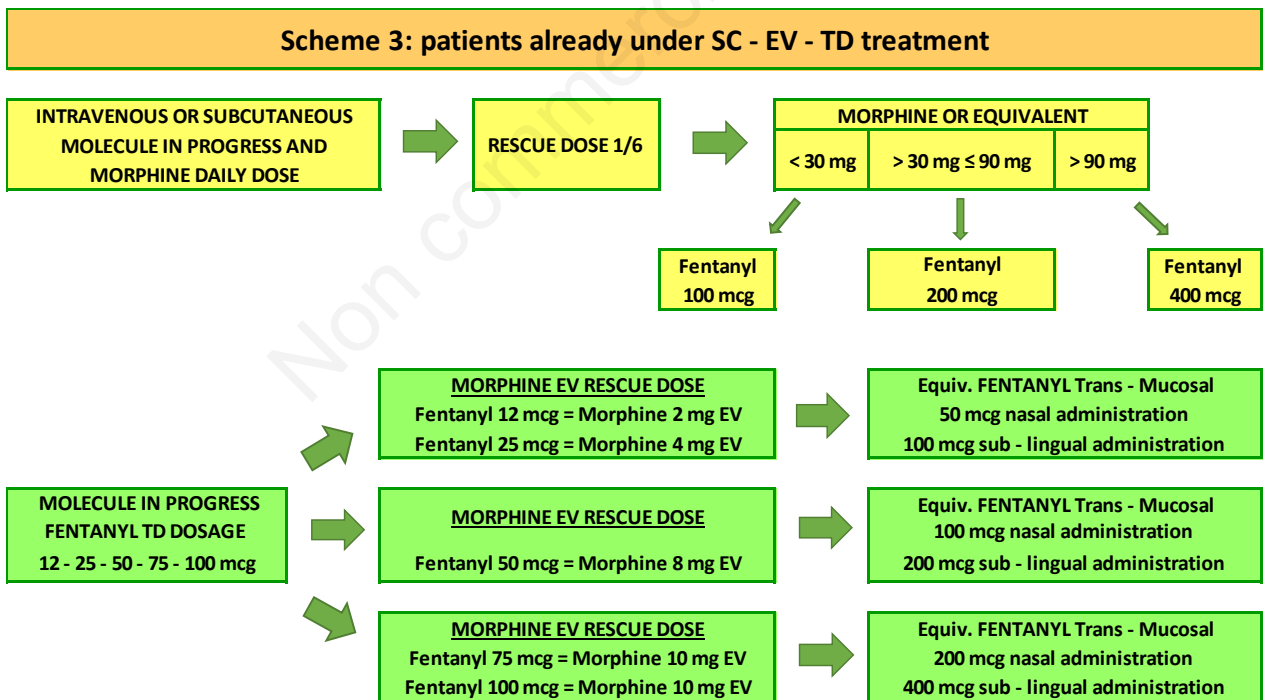 Scheme 3: patients already under SC - EV - TD treatment
INTRAVENOUS OR SUBCUTANEOUS
MOLECULE IN PROGRESS AND
MORPHINE DAILY DOSE
RESCUE DOSE 1/6
MORPHINE OR EQUIVALENT
< 30 mg
> 30 mg ≤ 90 mg
> 90 mg
Fentanyl
100 mcg
Fentanyl
200 mcg
Fentanyl
400 mcg
MOLECULE IN PROGRESS
FENTANYL TD DOSAGE
12 - 25 - 50 - 75 - 100 mcg
MORPHINE EV RESCUE DOSE
Fentanyl 12 mcg = Morphine 2 mg EV
Fentanyl 25 mcg = Morphine 4 mg EV
Equiv. FENTANYL Trans - Mucosal
50 mcg nasal administration
100 mcg sub - lingual administration
MORPHINE EV RESCUE DOSE
Fentanyl 50 mcg = Morphine 8 mg EV
Equiv. FENTANYL Trans - Mucosal
100 mcg nasal administration
200 mcg sub - lingual administration
MORPHINE EV RESCUE DOSE
Fentanyl 75 mcg = Morphine 10 mg EV
Fentanyl 100 mcg = Morphine 10 mg EV
Equiv. FENTANYL Trans - Mucosal
200 mcg nasal administration
400 mcg sub - lingual administration
Non